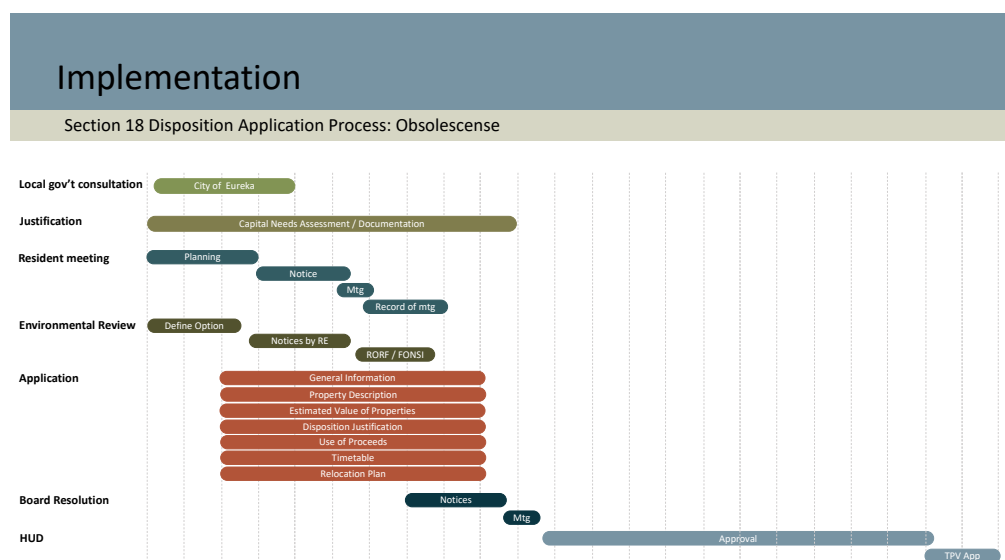 Implementation
Section 18 Disposition Application Process: Obsolescense
Local gov't consultation
City of Eureka
Justification
Capital Needs Assessment / Documentation
Resident meeting
Planning
Notice
Mtg
Record of mtg
Environmental Review
Define Option
Notices by RE
RORF / FONSI
Application
General Information
Property Description
Estimated Value of Properties
Disposition Justification
Use of Proceeds
Timetable
Relocation Plan
Board Resolution
Notices
Mtg
HUD
Approval
TPV App